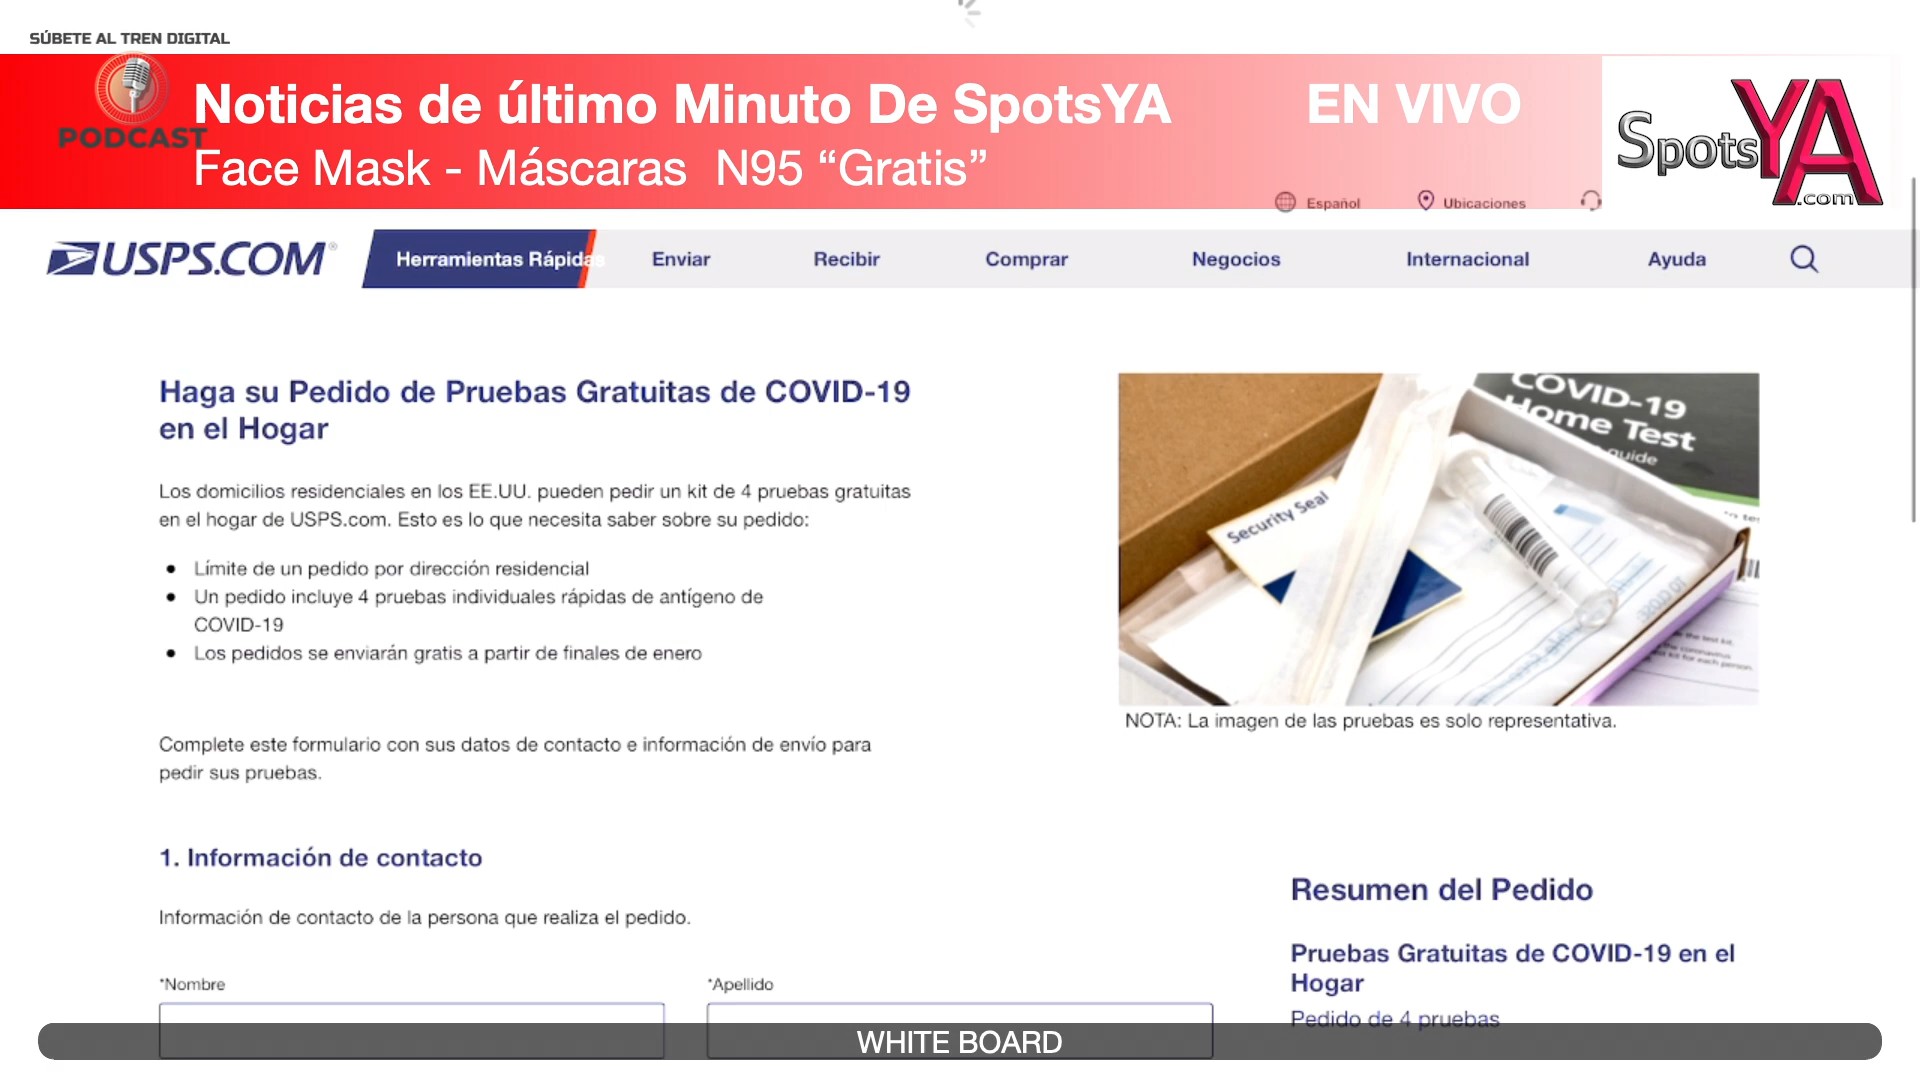 SÚBETE AL TREN DIGITAL
PODCAST
Noticias de último Minuto De SpotsYA
EN VIVO
Face Mask - Máscaras N95 “Gratis”
SpotsYA.com
Español
Ubicaciones
USPS.COM®
Herramientas Rápidas
Enviar
Recibir
Comprar
Negocios
Internacional
Ayuda
Haga su Pedido de Pruebas Gratuitas de COVID-19
en el Hogar
Los domicilios residenciales en los EE.UU. pueden pedir un kit de 4 pruebas gratuitas
en el hogar de USPS.com. Esto es lo que necesita saber sobre su pedido:
• Límite de un pedido por dirección residencial
• Un pedido incluye 4 pruebas individuales rápidas de antígeno de
COVID-19
• Los pedidos se enviarán gratis a partir de finales de enero
COVID-19
Home Test
guide
Security Seal
NOTA: La imagen de las pruebas es solo representativa.
Complete este formulario con sus datos de contacto e información de envío para
pedir sus pruebas.
1. Información de contacto
Información de contacto de la persona que realiza el pedido.
*Nombre
*Apellido
Resumen del Pedido
Pruebas Gratuitas de COVID-19 en el
Hogar
Pedido de 4 pruebas
WHITE BOARD